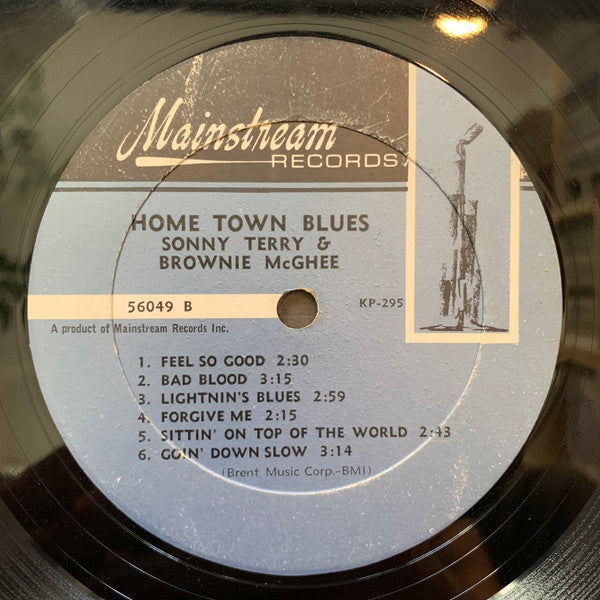 Mainstream
RECORDS
HOME TOWN BLUES
SONNY TERRY &
BROWNIE McGHEE
56049 B
KP-295
A product of Mainstream Records Inc.
1. FEEL SO GOOD 2:30
2. BAD BLOOD 3:15
3. LIGHTNIN'S BLUES 2:59
4. FORGIVE ME 2:15
5. SITTIN' ON TOP OF THE WORLD 2:43
6. GOIN' DOWN SLOW 3:14
(Brent Music Corp.-BMI)